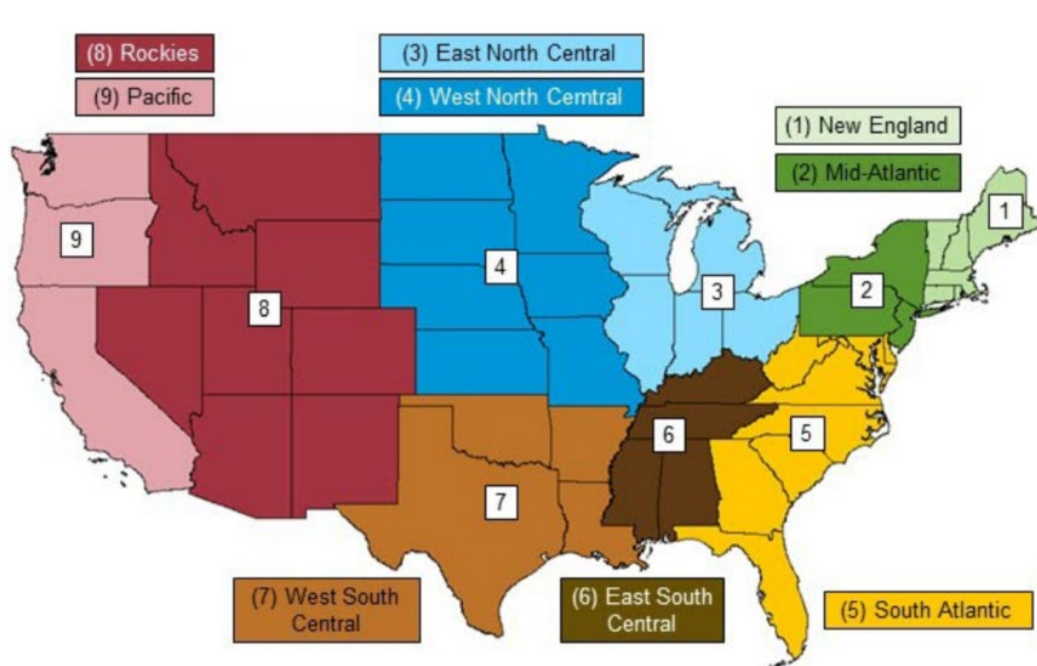 (8) Rockies
(9) Pacific
(3) East North Central
(4) West North Cemtral
(1) New England
(2) Mid-Atlantic
1
9
4
3
2
8
6
5
7
(7) West South
Central
(6) East South
Central
(5) South Atlantic